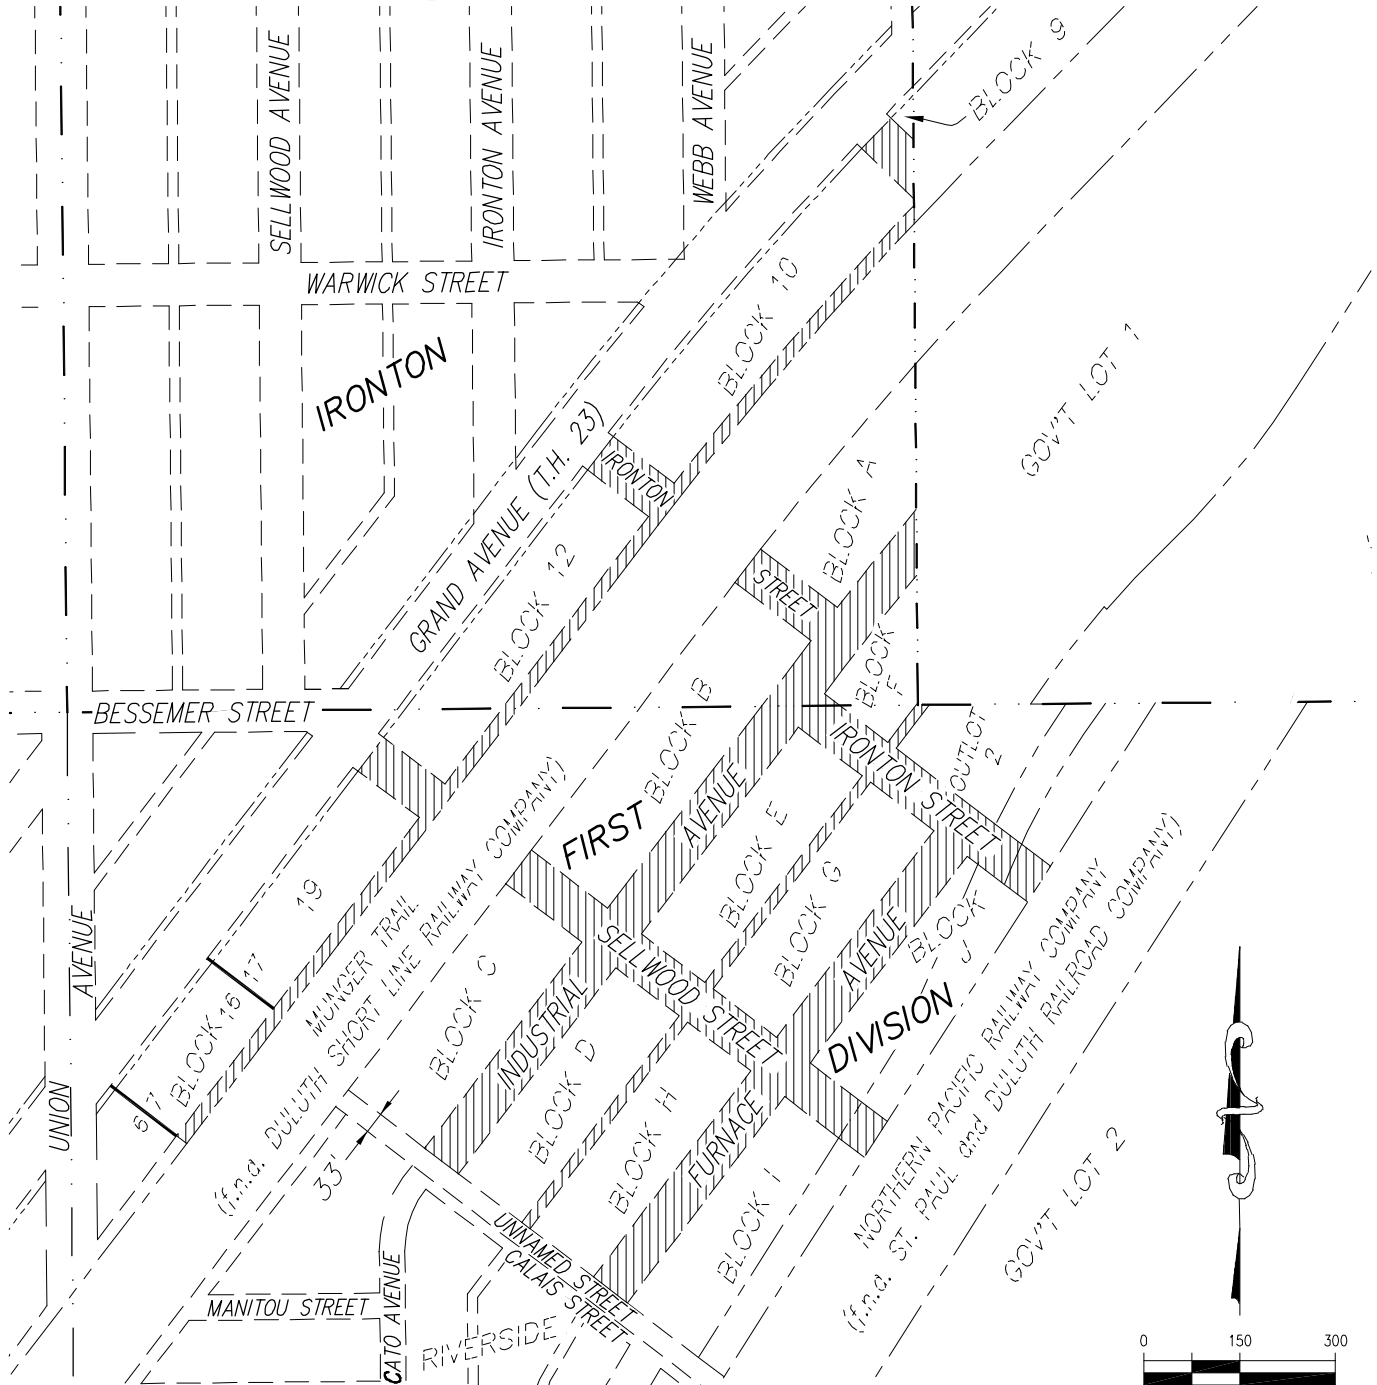 SELLWOOD AVENUE
IRONTON AVENUE
WEBB AVENUE
BLOCK 9
WARWICK STREET
IRONTON
BLOCK 10
GOV'T LOT 1
GRAND AVENUE (T.H. 23)
IRONTON
BLOCK 12
BLOCK A
STREET
BLOCK
F
BESSEMER STREET
BLOCK B
OUTLOT
2
IRONTON STREET
FIRST
AVENUE
BLOCK E
BLOCK G
19
MUNGER TRAIL
(f.n.a. DULUTH SHORT LINE RAILWAY COMPANY)
AVENUE
UNION
17
16
BLOCK
7
6
BLOCK C
SELLWOOD STREET
AVENUE
BLOCK
J
DIVISION
INDUSTRIAL
BLOCK D
BLOCK H
FURNACE
BLOCK I
NORTHERN PACIFIC RAILWAY COMPANY
(f.n.a. ST. PAUL and DULUTH RAILROAD COMPANY)
GOV'T LOT 2
33'
UNNAMED STREET
CALAIS STREET
MANITOU STREET
CATO AVENUE
RIVERSIDE
0 150 300